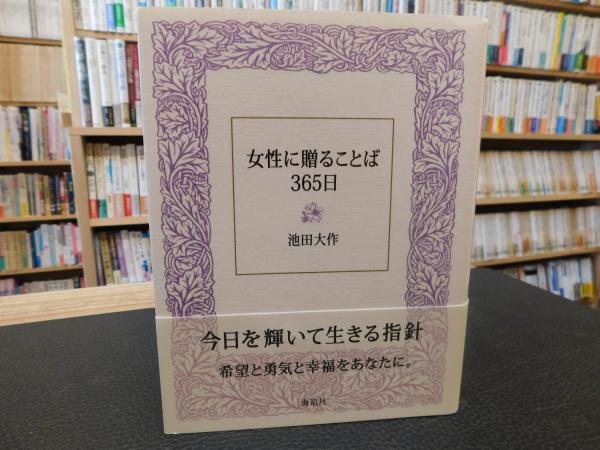 女性に贈ることば
365日
池田大作
今日を輝いて生きる指針
希望と勇気と幸福をあなたに。
海竜社